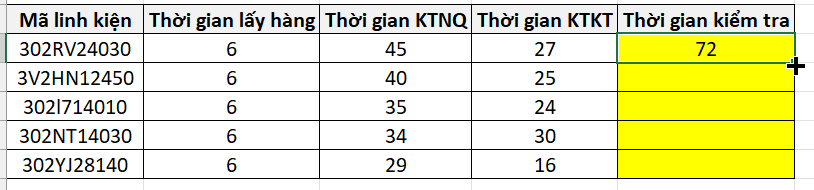 Mã linh kiện Thời gian lấy hàng Thời gian KTNQ Thời gian KTKT Thời gian kiểm tra
302RV24030 6 45 27 72
3V2HN12450 6 40 25
302l714010 6 35 24
302NT14030 6 34 30
302YJ28140 6 29 16